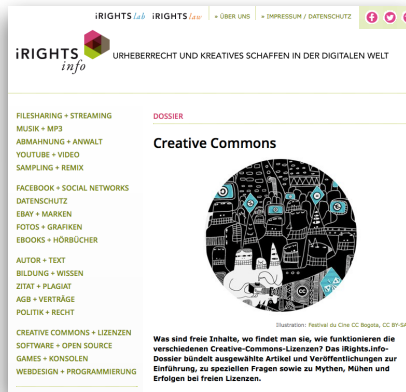 iRIGHTS Lab iRIGHTS Law » ÜBER UNS » IMPRESSUM / DATENSCHUTZ
iRIGHTS
info
URHEBERRECHT UND KREATIVES SCHAFFEN IN DER DIGITALEN WELT
FILESHARING + STREAMING
MUSIK + MP3
ABMAHNUNG + ANWALT
YOUTUBE + VIDEO
SAMPLING + REMIX
FACEBOOK + SOCIAL NETWORKS
DATENSCHUTZ
EBAY + MARKEN
FOTOS + GRAFIKEN
EBOOKS + HÖRBÜCHER
AUTOR + TEXT
BILDUNG + WISSEN
ZITAT + PLAGIAT
AGB + VERTRÄGE
POLITIK + RECHT
CREATIVE COMMONS + LIZENZEN
SOFTWARE + OPEN SOURCE
GAMES + KONSOLEN
WEBDESIGN + PROGRAMMIERUNG
DOSSIER
Creative Commons
Illustration: Festival du Cine CC Bogota, CC BY-SA
Was sind freie Inhalte, wo findet man sie, wie funktionieren die
verschiedenen Creative-Commons-Lizenzen? Das iRights.info-
Dossier bündelt ausgewählte Artikel und Veröffentlichungen zur
Einführung, zu speziellen Fragen sowie zu Mythen, Mühen und
Erfolgen bei freien Lizenzen.